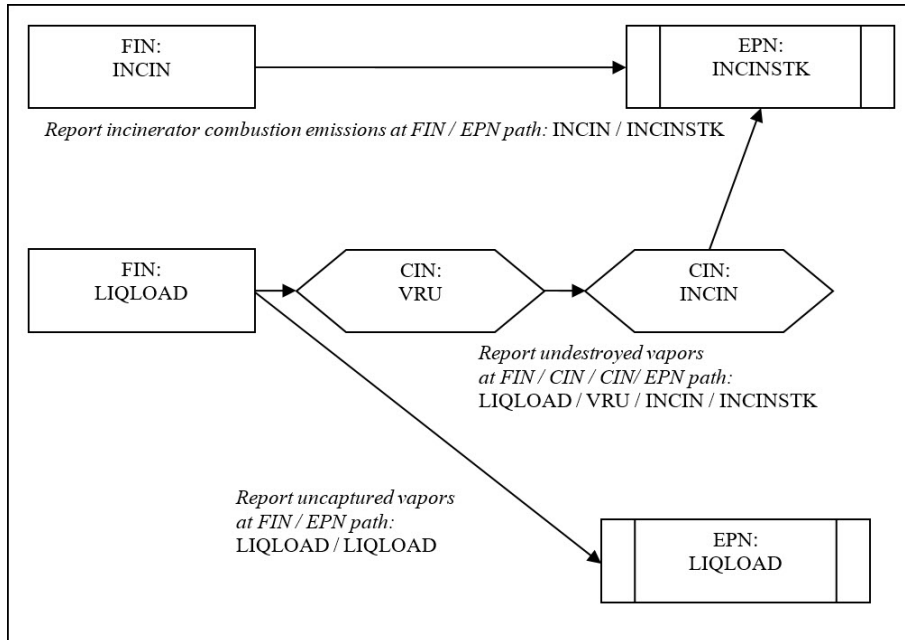 FIN:
INCIN
EPN:
INCINSTK
Report incinerator combustion emissions at FIN / EPN path: INCIN / INCINSTK
FIN:
LIQLOAD
CIN:
VRU
CIN:
INCIN
Report undestroyed vapors
at FIN / CIN / CIN/ EPN path:
LIQLOAD / VRU / INCIN / INCINSTK
Report uncaptured vapors
at FIN / EPN path:
LIQLOAD / LIQLOAD
EPN:
LIQLOAD